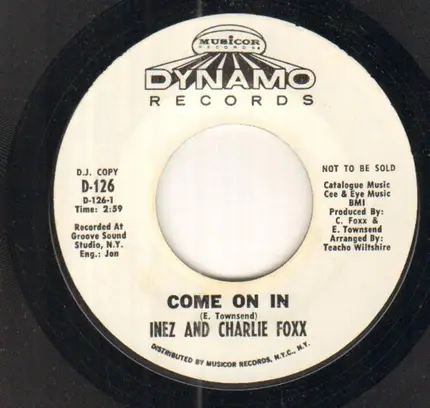 MUSICOR
RECORDS
DYNAMO
RECORDS
D.J. COPY
D-126
D-126-1
Time: 2:59
Recorded At
Groove Sound
Studio, N.Y.
Eng.: Jon
NOT TO BE SOLD
Catalogue Music
Cee & Eye Music
BMI
Produced By:
C. Foxx &
E. Townsend
Arranged By:
Teacho Wiltshire
COME ON IN
(E. Townsend)
INEZ AND CHARLIE FOXX
DISTRIBUTED BY MUSICOR RECORDS, N.Y.C., N.Y.